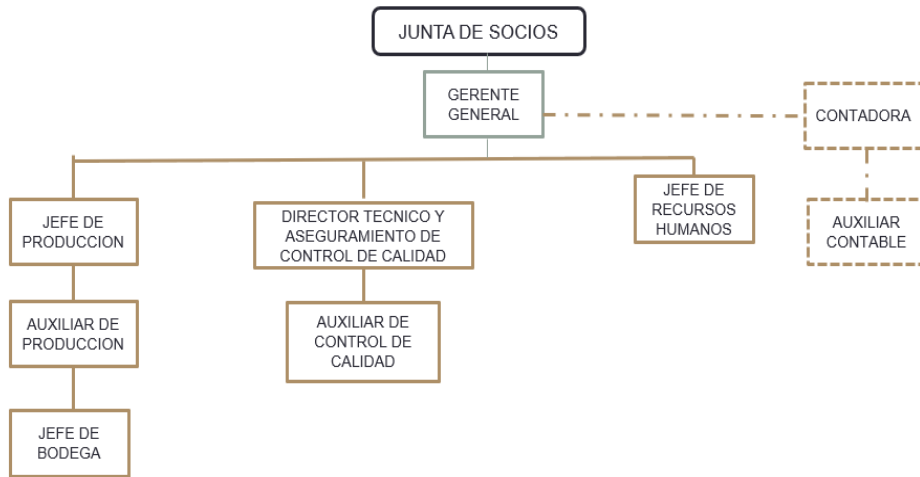 JUNTA DE SOCIOS
GERENTE
GENERAL
CONTADORA
JEFE DE
PRODUCCION
DIRECTOR TECNICO Y
ASEGURAMIENTO DE
CONTROL DE CALIDAD
JEFE DE
RECURSOS
HUMANOS
AUXILIAR
CONTABLE
AUXILIAR DE
PRODUCCION
AUXILIAR DE
CONTROL DE
CALIDAD
JEFE DE
BODEGA